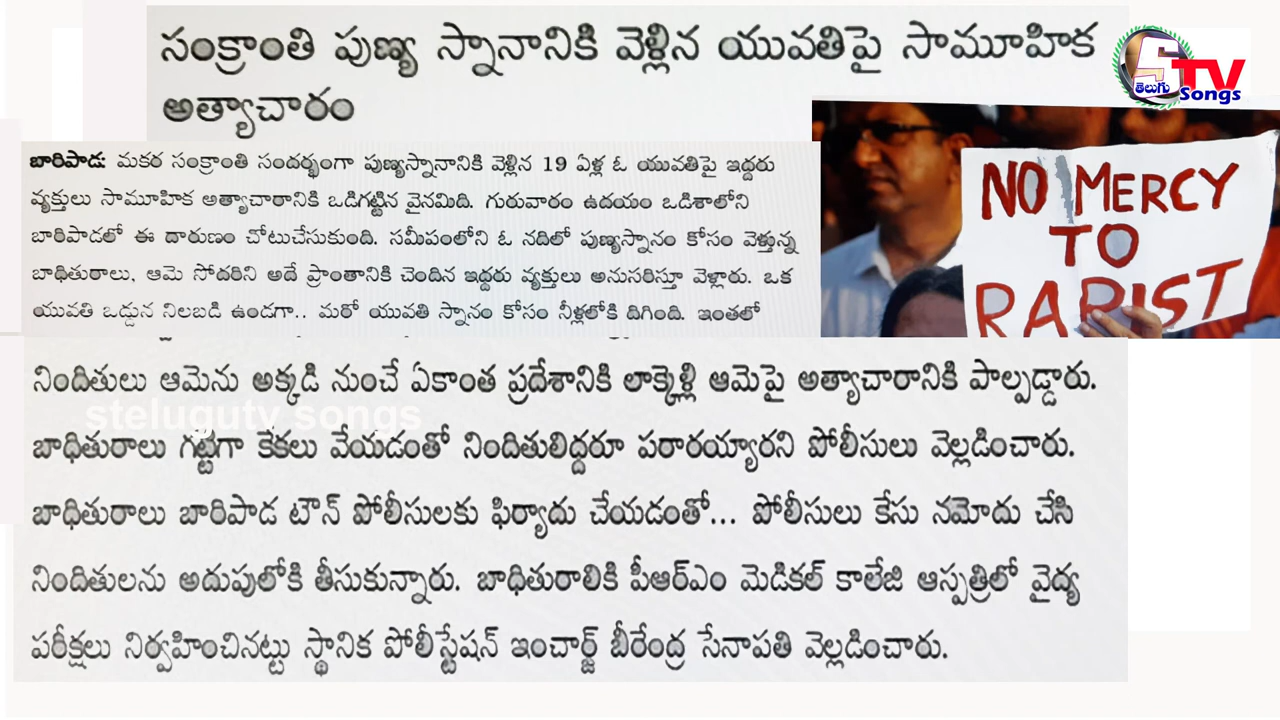 సంక్రాంతి పుణ్య స్నానానికి వెళ్లిన యువతిపై సామూహిక
అత్యాచారం
తెలుగు
TV
Songs
బారిపాడ: మకర సంక్రాంతి సందర్భంగా పుణ్యస్నానానికి వెళ్లిన 19 ఏళ్ల ఓ యువతిపై ఇద్దరు
వ్యక్తులు సామూహిక అత్యాచారానికి ఒడిగట్టిన వైనమిది. గురువారం ఉదయం ఒడిశాలోని
బారిపాడలో ఈ దారుణం చోటుచేసుకుంది. సమీపంలోని ఓ నదిలో పుణ్యస్నానం కోసం వెళ్తున్న
బాధితురాలు, ఆమె సోదరిని అదే ప్రాంతానికి చెందిన ఇద్దరు వ్యక్తులు అనుసరిస్తూ వెళ్లారు. ఒక
యువతి ఒడ్డున నిలబడి ఉండగా.. మరో యువతి స్నానం కోసం నీళ్లలోకి దిగింది. ఇంతలో
NO MERCY
TO
RAPIST
నిందితులు ఆమెను అక్కడి నుంచే ఏకాంత ప్రదేశానికి లాక్కెళ్లి ఆమెపై అత్యాచారానికి పాల్పడ్డారు.
stelugutv songs
బాధితురాలు గట్టిగా కేకలు వేయడంతో నిందితులిద్దరూ పరారయ్యారని పోలీసులు వెల్లడించారు.
బాధితురాలు బారిపాడ టౌన్ పోలీసులకు ఫిర్యాదు చేయడంతో... పోలీసులు కేసు నమోదు చేసి
నిందితులను అదుపులోకి తీసుకున్నారు. బాధితురాలికి పీఆర్ఎం మెడికల్ కాలేజి ఆస్పత్రిలో వైద్య
పరీక్షలు నిర్వహించినట్టు స్థానిక పోలీస్టేషన్ ఇంచార్జ్ బీరేంద్ర సేనాపతి వెల్లడించారు.